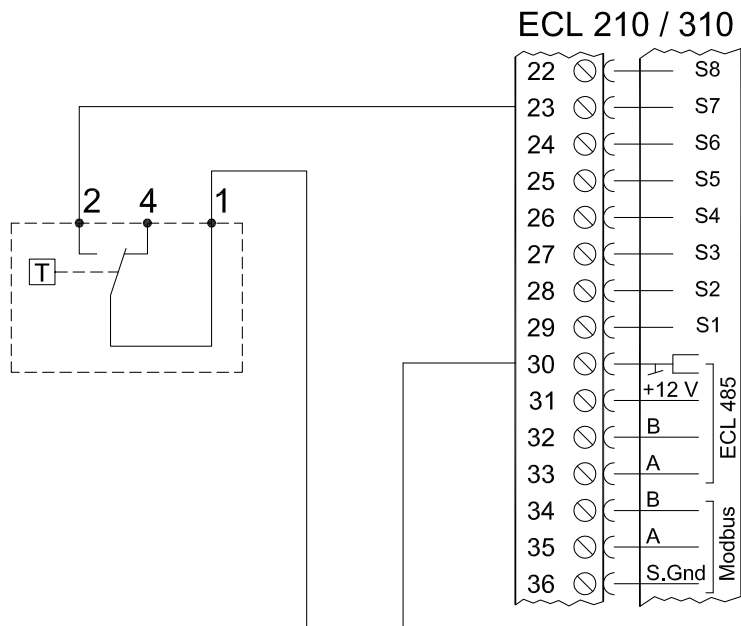 ECL 210 / 310
22 S8
23 S7
24 S6
25 S5
26 S4
27 S3
28 S2
29 S1
30
31 +12 V
32 B
33 A
ECL 485
34 B
35 A
36 S.Gnd
Modbus
2 4 1
T